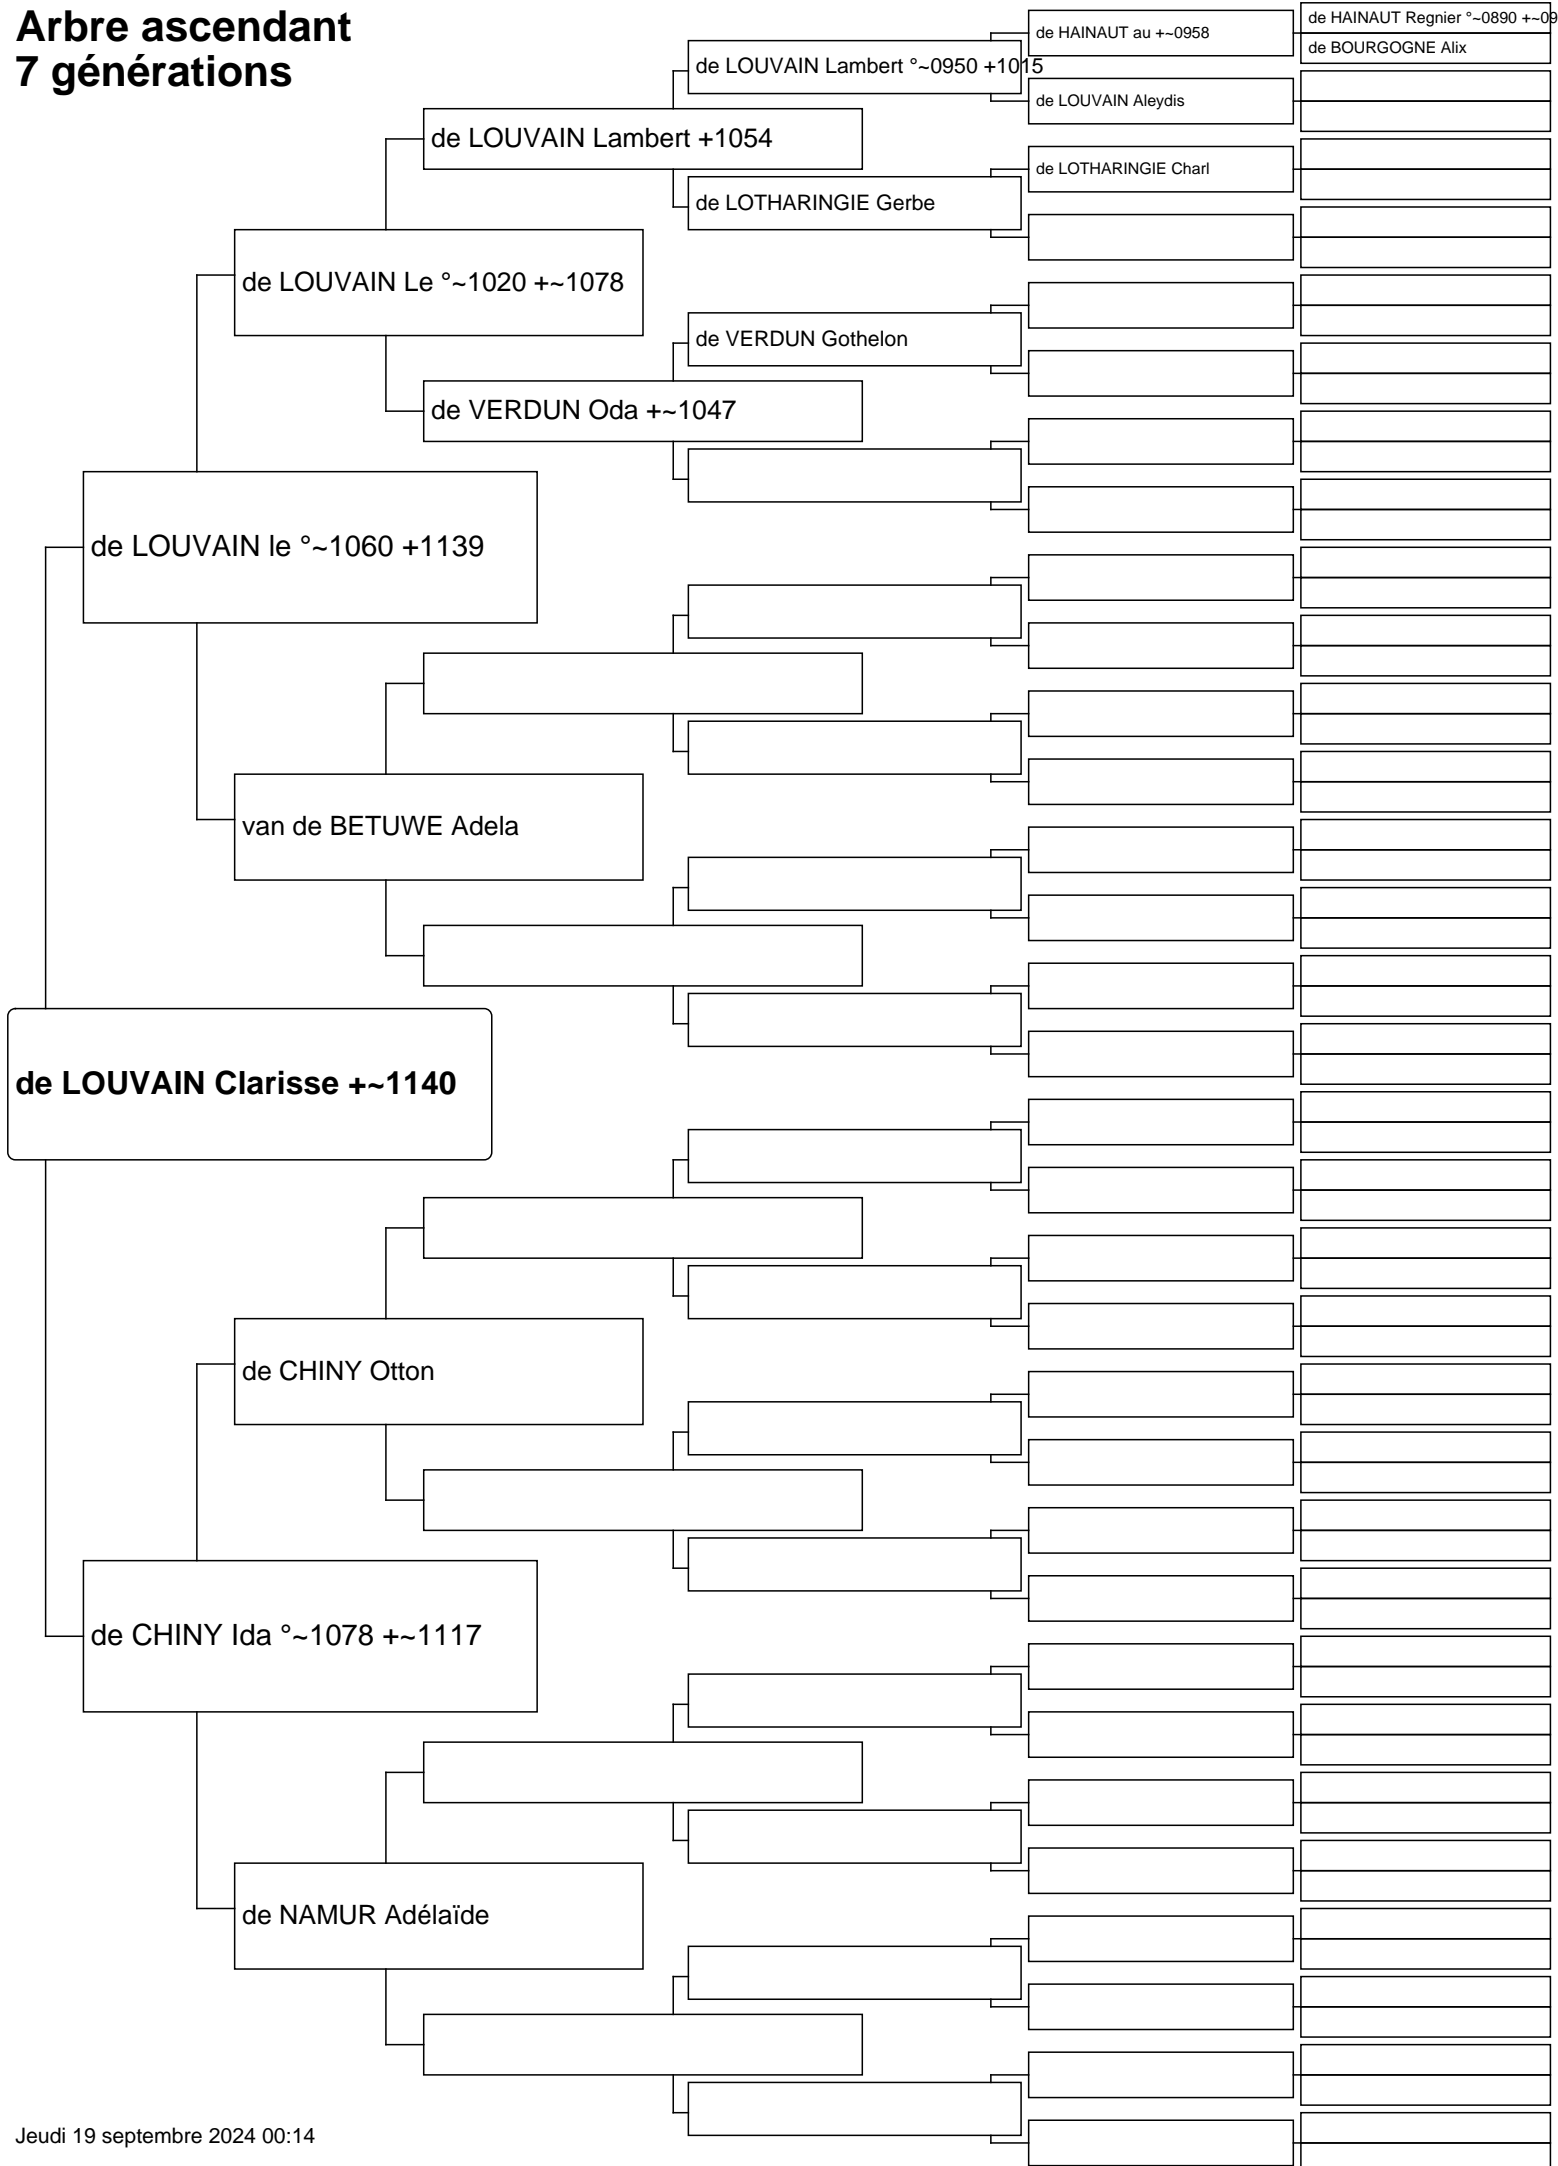 Arbre ascendant
7 générations
de HAINAUT Regnier °~0890 +~09
de HAINAUT au +~0958
de BOURGOGNE Alix
de LOUVAIN Lambert °~0950 +1015
de LOUVAIN Aleydis
de LOUVAIN Lambert +1054
de LOTHARINGIE Charl
de LOTHARINGIE Gerbe
de LOUVAIN Le °~1020 +~1078
de VERDUN Gothelon
de VERDUN Oda +~1047
de LOUVAIN le °~1060 +1139
van de BETUWE Adela
de LOUVAIN Clarisse +~1140
de CHINY Otton
de CHINY Ida °~1078 +~1117
de NAMUR Adélaïde
Jeudi 19 septembre 2024 00:14